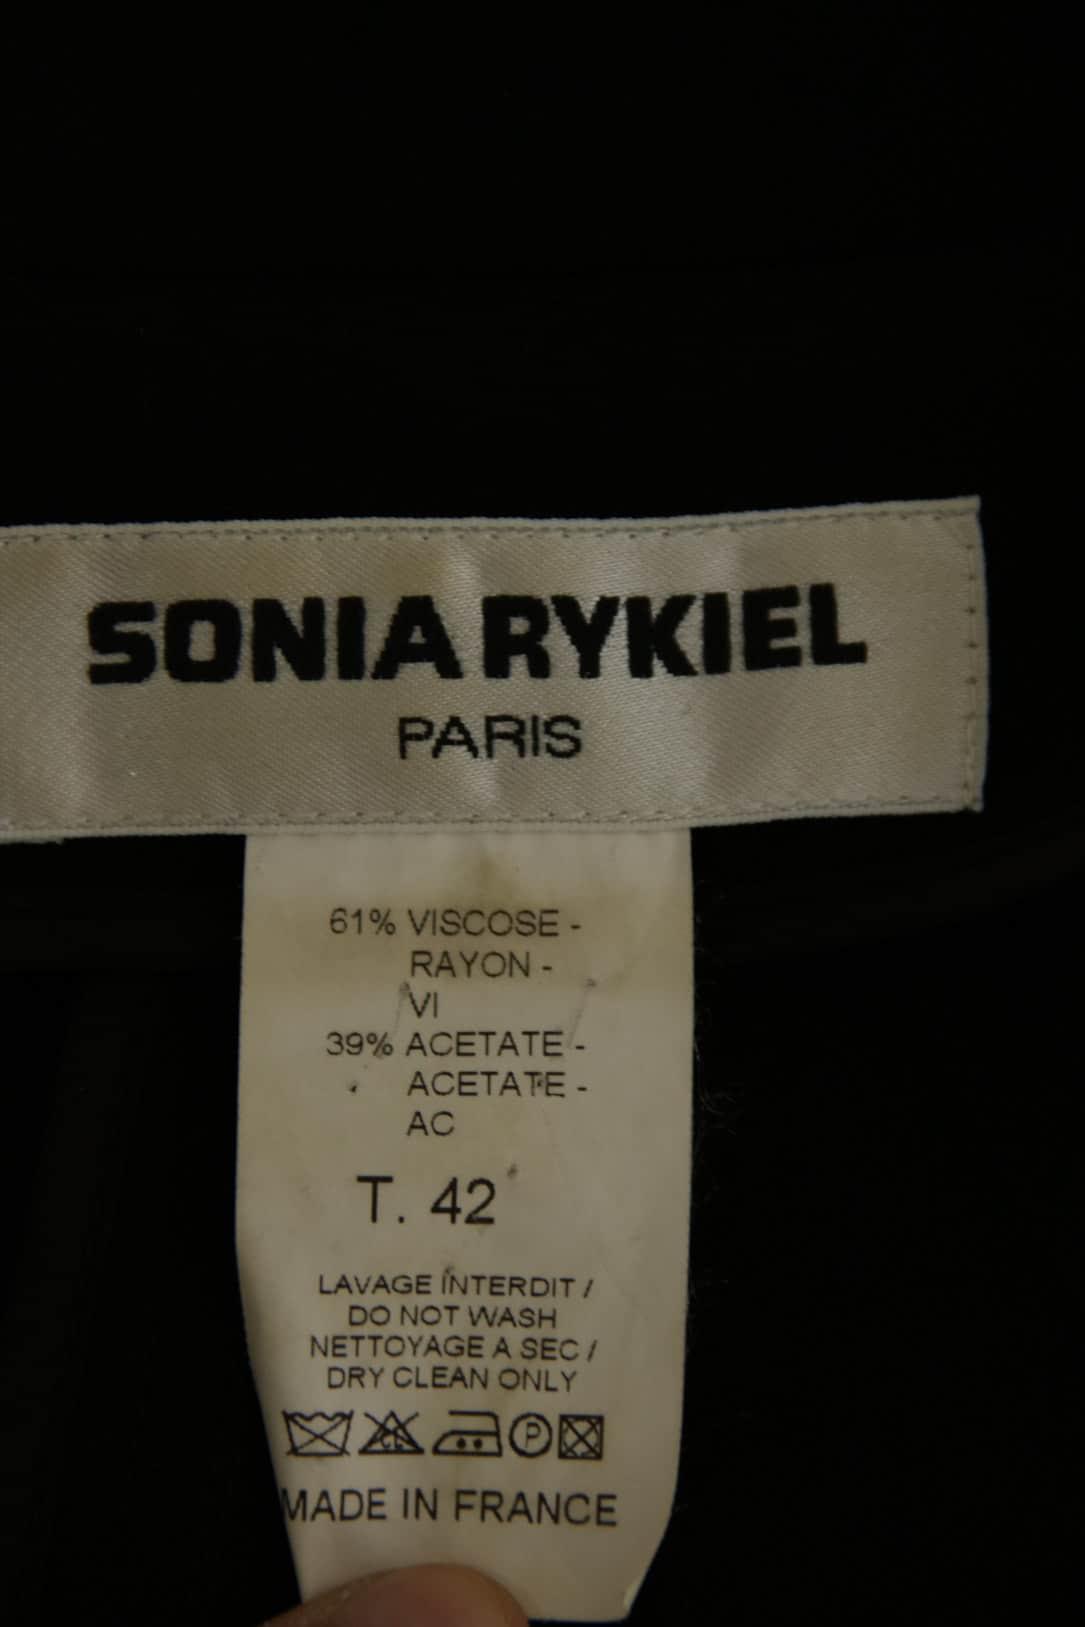 SONIA RYKIEL
PARIS
61% VISCOSE -
RAYON -
VI
39% ACETATE -
ACETATE -
AC
T. 42
LAVAGE INTERDIT /
DO NOT WASH
NETTOYAGE A SEC /
DRY CLEAN ONLY
CL P
MADE IN FRANCE